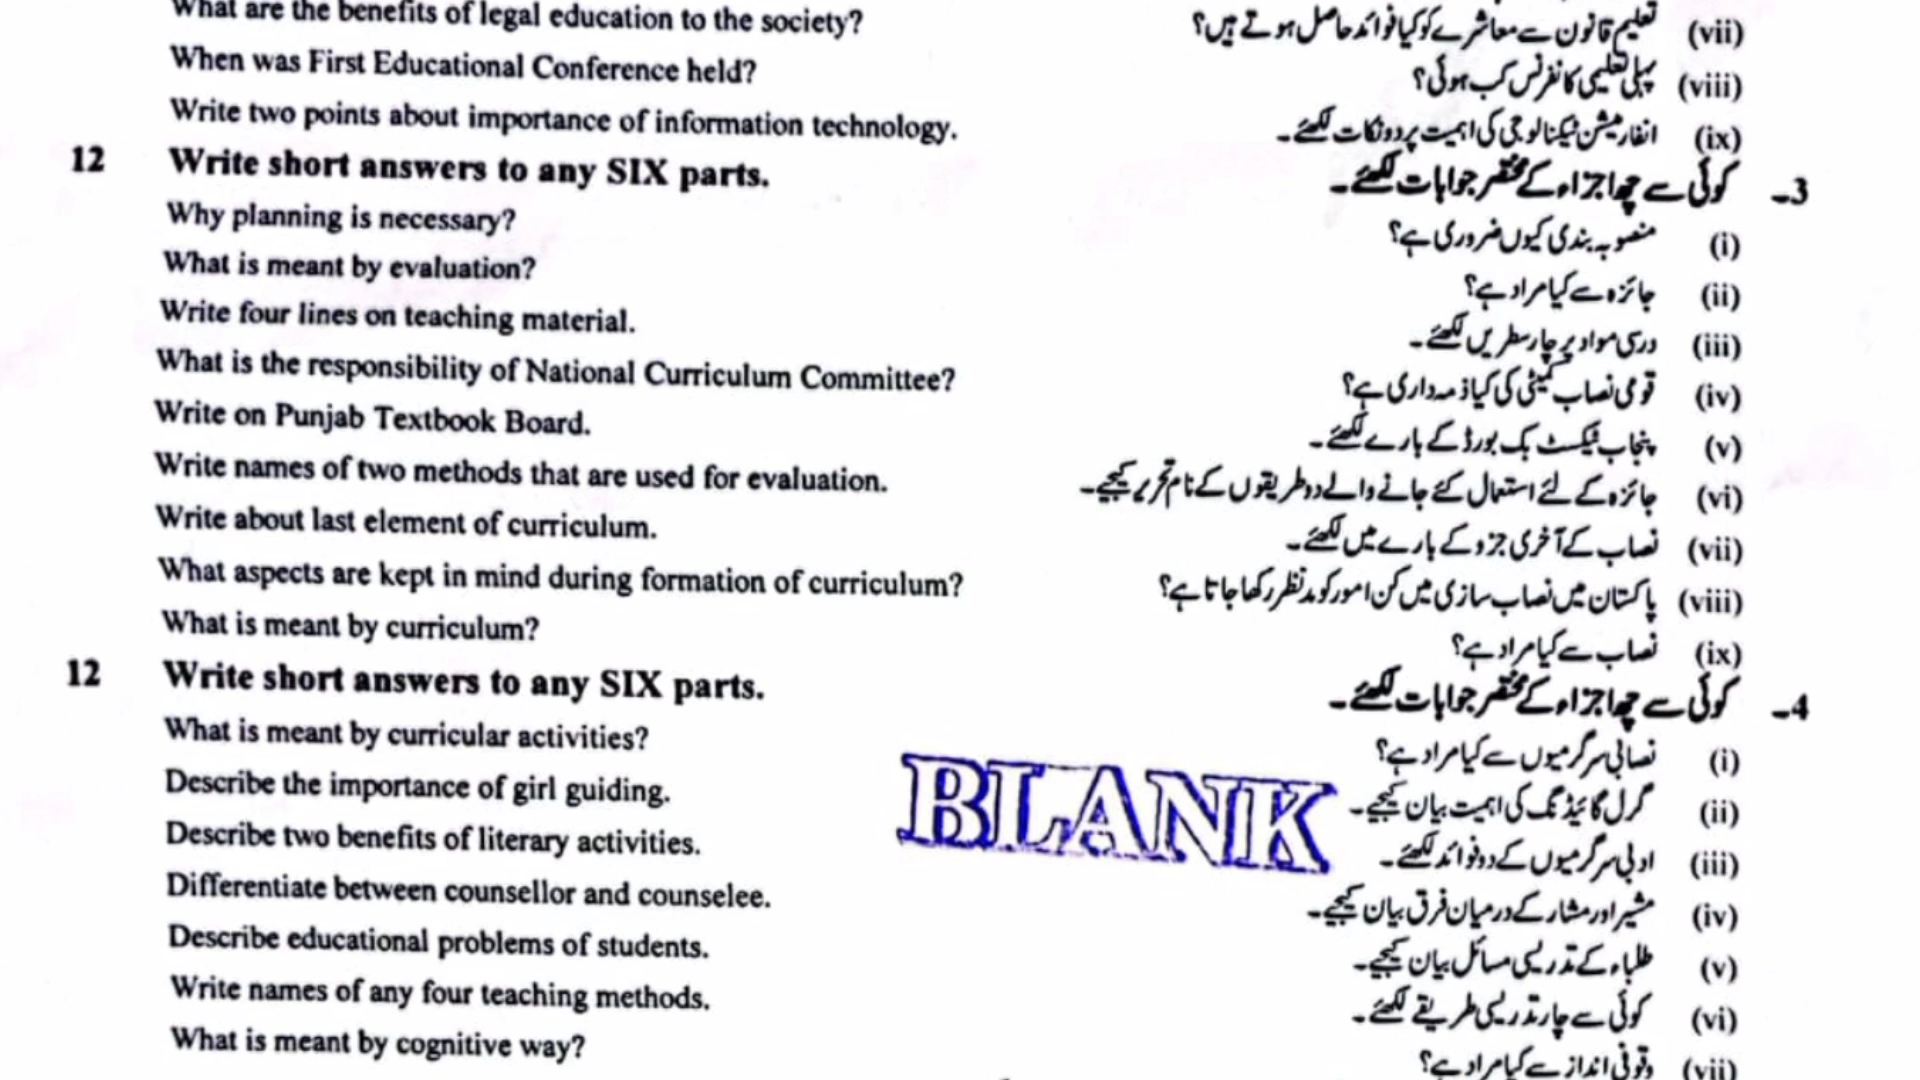 What are the benefits of legal education to the society? تعلیم قانون سے معاشرے کو کیا فوائد حاصل ہوتے ہیں؟ (vii)
When was First Educational Conference held? پہلی تعلیمی کانفرنس کب ہوئی؟ (viii)
Write two points about importance of information technology. انفارمیشن ٹیکنالوجی کی اہمیت پر دو نکات لکھئے۔ (ix)
12 Write short answers to any SIX parts. کوئی سے چھ اجزاء کے مختصر جوابات لکھئے۔ 3۔
Why planning is necessary? منصوبہ بندی کیوں ضروری ہے؟ (i)
What is meant by evaluation? جائزہ سے کیا مراد ہے؟ (ii)
Write four lines on teaching material. درسی مواد پر چار سطریں لکھئے۔ (iii)
What is the responsibility of National Curriculum Committee? قومی نصاب کمیٹی کی کیا ذمہ داری ہے؟ (iv)
Write on Punjab Textbook Board. پنجاب ٹیکسٹ بک بورڈ کے بارے لکھئے۔ (v)
Write names of two methods that are used for evaluation. جائزہ کے لئے استعمال کئے جانے والے دو طریقوں کے نام تحریر کیجیے۔ (vi)
Write about last element of curriculum. نصاب کے آخری جزو کے بارے میں لکھئے۔ (vii)
What aspects are kept in mind during formation of curriculum? پاکستان میں نصاب سازی میں کن امور کو مدنظر رکھا جاتا ہے؟ (viii)
What is meant by curriculum? نصاب سے کیا مراد ہے؟ (ix)
12 Write short answers to any SIX parts. کوئی سے چھ اجزاء کے مختصر جوابات لکھئے۔ 4۔
What is meant by curricular activities? نصابی سرگرمیوں سے کیا مراد ہے؟ (i)
Describe the importance of girl guiding. گرل گائیڈنگ کی اہمیت بیان کیجیے۔ (ii)
BLANK
Describe two benefits of literary activities. ادبی سرگرمیوں کے دو فوائد لکھئے۔ (iii)
Differentiate between counsellor and counselee. مشیر اور مشار کے درمیان فرق بیان کیجیے۔ (iv)
Describe educational problems of students. طلباء کے تدریسی مسائل بیان کیجیے۔ (v)
Write names of any four teaching methods. کوئی سے چار تدریسی طریقے لکھئے۔ (vi)
What is meant by cognitive way? وقوفی انداز سے کیا مراد ہے؟ (vii)